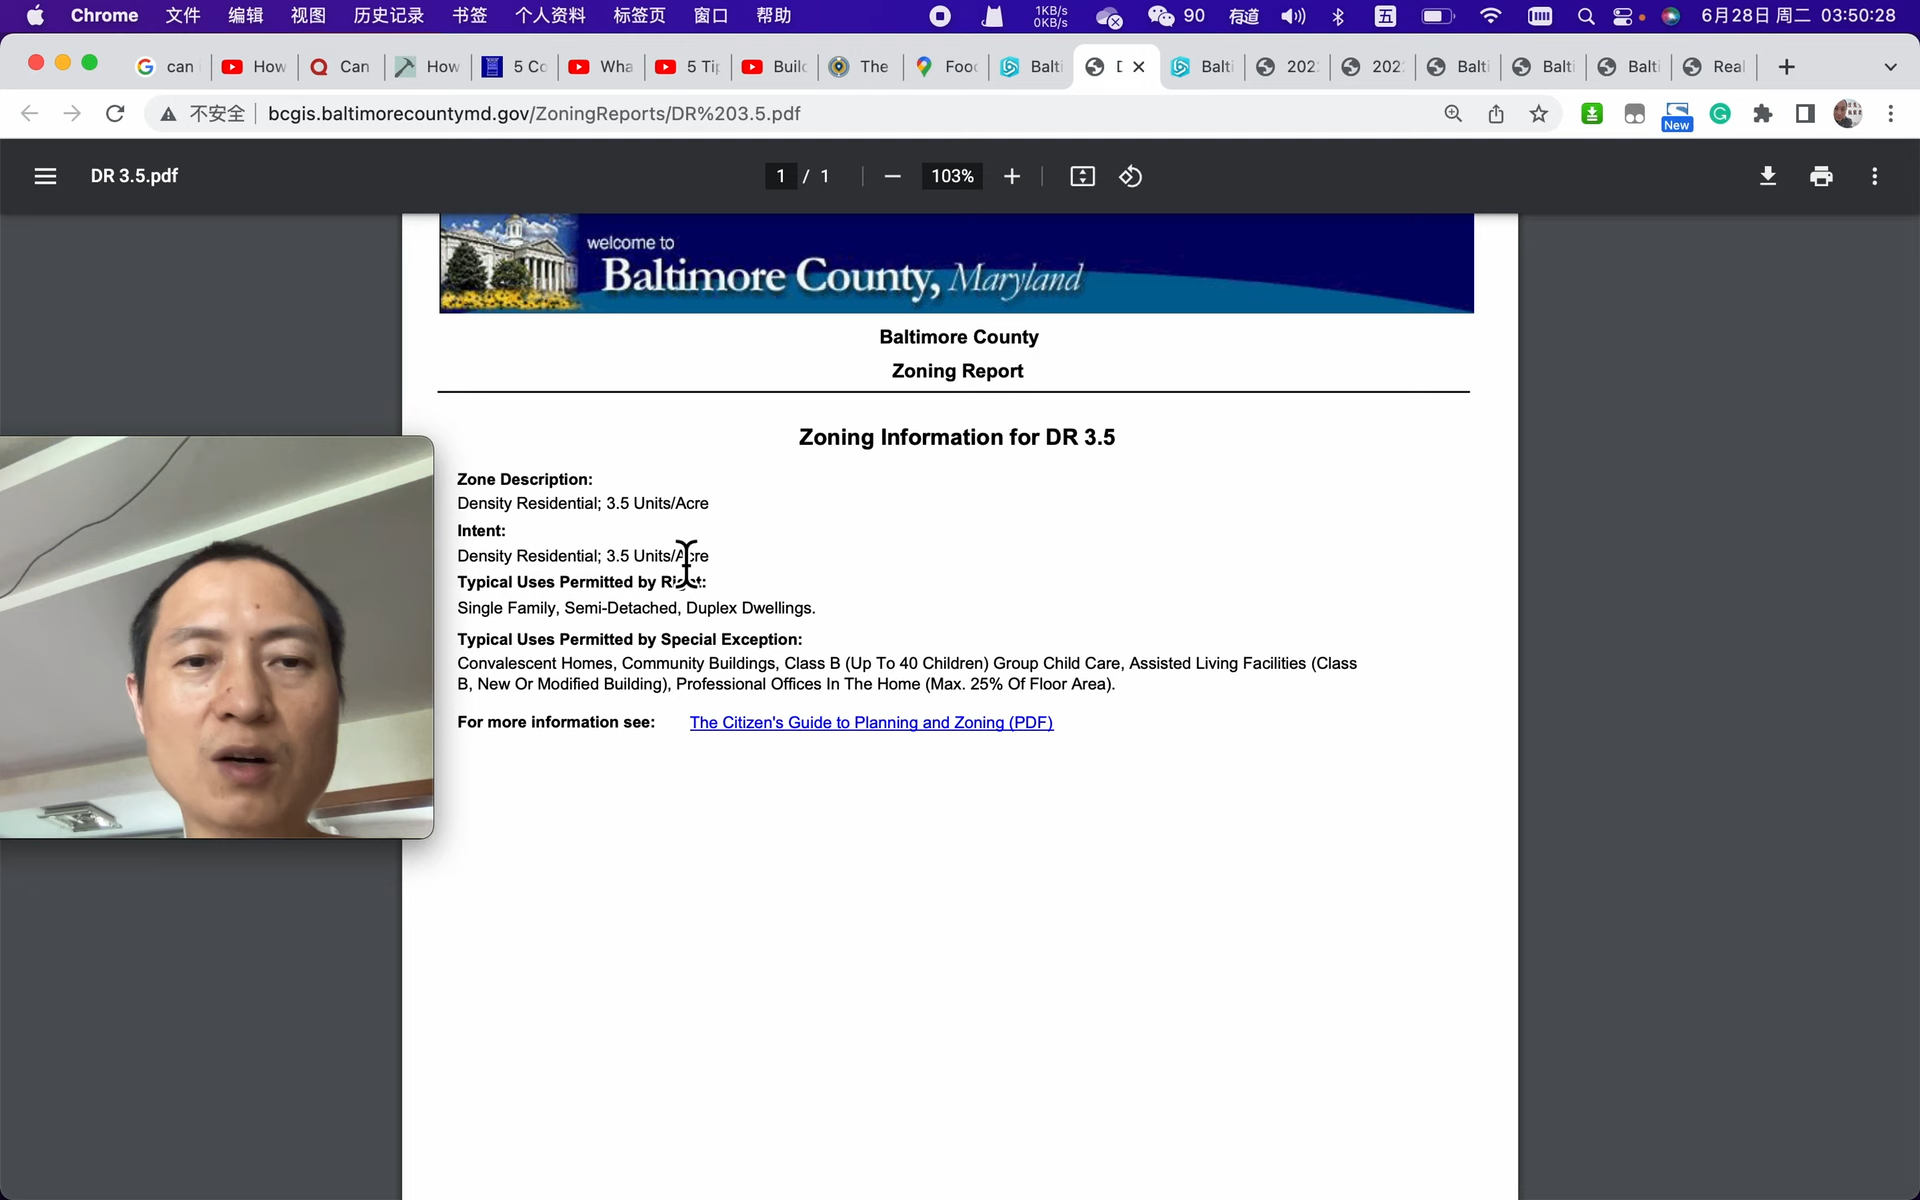 Chrome 文件 编辑 视图 历史记录 书签 个人资料 标签页 窗口 帮助 1KB/s 0KB/s 90 有道 五 6月28日 周二 03:50:28
can How Can How 5 Co Wha 5 Tip Build The Food Balti Balti 202 202 Balti Balti Balti Real
不安全 bcgis.baltimorecountymd.gov/ZoningReports/DR%203.5.pdf New
DR 3.5.pdf 1 / 1 103%
welcome to
Baltimore County, Maryland
Baltimore County
Zoning Report
Zoning Information for DR 3.5
Zone Description:
Density Residential; 3.5 Units/Acre
Intent:
Density Residential; 3.5 Units/Acre
Typical Uses Permitted by Right:
Single Family, Semi-Detached, Duplex Dwellings.
Typical Uses Permitted by Special Exception:
Convalescent Homes, Community Buildings, Class B (Up To 40 Children) Group Child Care, Assisted Living Facilities (Class
B, New Or Modified Building), Professional Offices In The Home (Max. 25% Of Floor Area).
For more information see: The Citizen's Guide to Planning and Zoning (PDF)